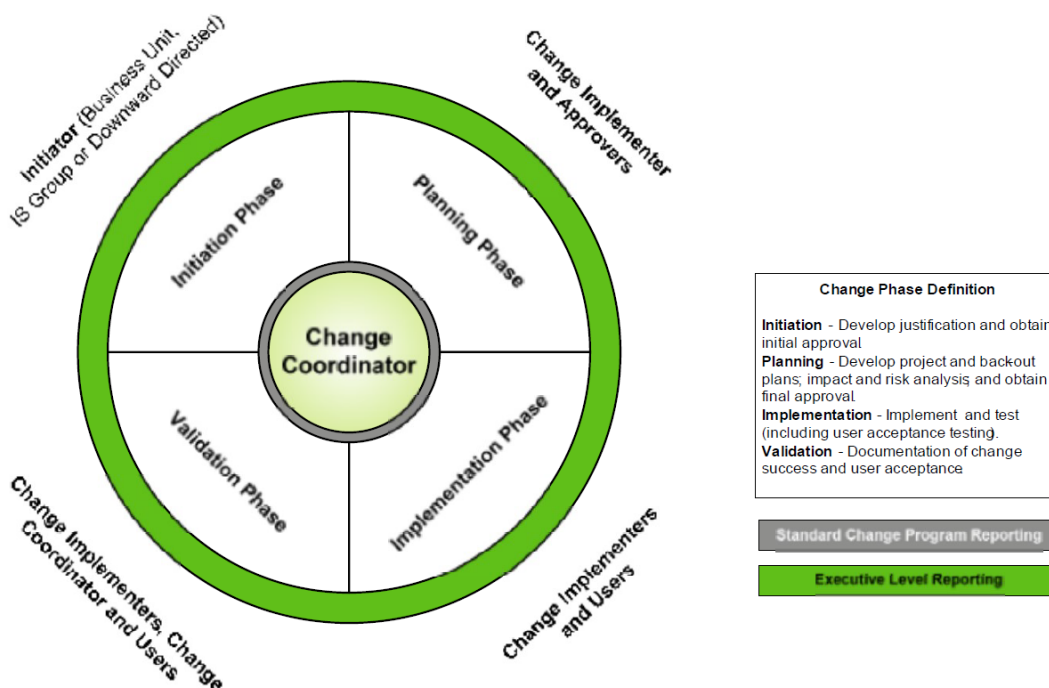 Initiator (Business Unit,
IS Group or Downward Directed)
Change Implementer
and Approvers
Initiation Phase
Planning Phase
Change
Coordinator
Validation Phase
Implementation Phase
Change Implementers, Change
Coordinator and Users
Change Implementers
and Users
Change Phase Definition
Initiation - Develop justification and obtain
initial approval
Planning - Develop project and backout
plans; impact and risk analysis and obtain
final approval.
Implementation - Implement and test
(including user acceptance testing).
Validation - Documentation of change
success and user acceptance
Standard Change Program Reporting
Executive Level Reporting